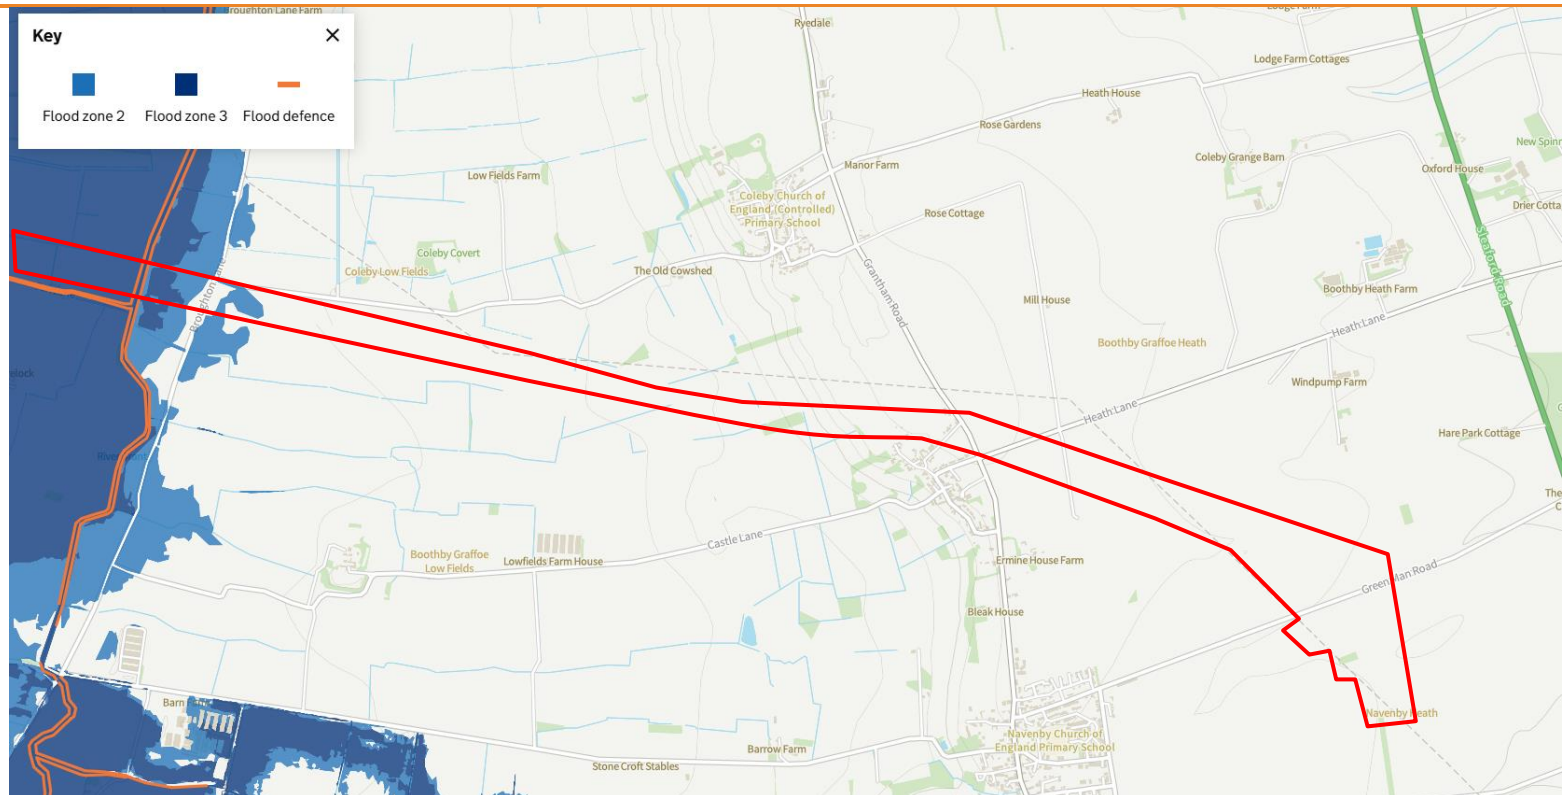 Key
Flood zone 2
Flood zone 3
Flood defence
roughton Lane Farm
Ryedale
Lodge Farm Cottages
Heath House
Rose Gardens
Manor Farm
Coleby Grange Barn
Oxford House
New Spinn
Low Fields Farm
Coleby Church of
England (Controlled)
Primary School
Rose Cottage
Drier Cotta
Sleaford Road
Coleby Covert
Coleby Low Fields
The Old Cowshed
Grantham Road
Broughton Lane
Mill House
Boothby Heath Farm
Heath Lane
Boothby Graffoe Heath
Windpump Farm
elock
Heath Lane
Hare Park Cottage
The
C
Castle Lane
Boothby Graffoe
Low Fields
Lowfields Farm House
Ermine House Farm
Green Man Road
Bleak House
Barn
Navenby Heath
Navenby Church of
England Primary School
Barrow Farm
Stone Croft Stables